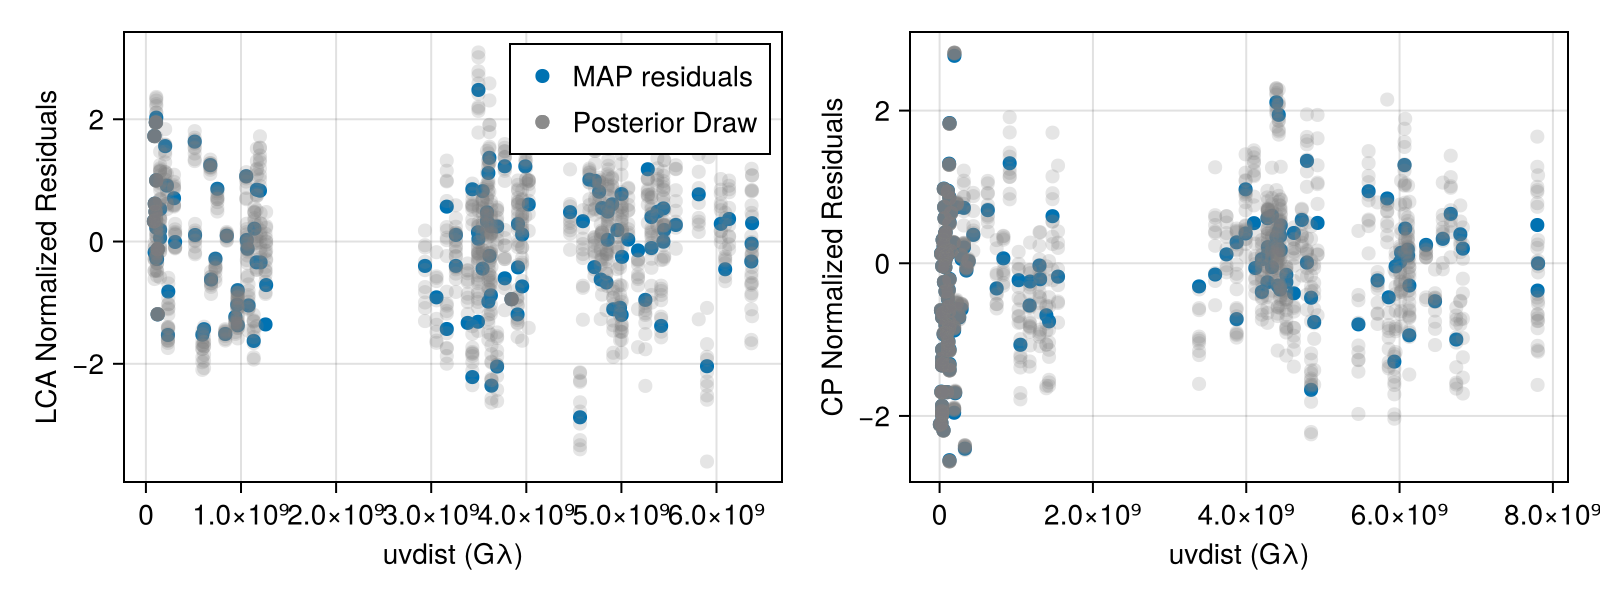 LCA Normalized Residuals
2
0
−2
MAP residuals
Posterior Draw
0 1.0×10⁹ 2.0×10⁹ 3.0×10⁹ 4.0×10⁹ 5.0×10⁹ 6.0×10⁹
uvdist (Gλ)
CP Normalized Residuals
2
0
−2
0 2.0×10⁹ 4.0×10⁹ 6.0×10⁹ 8.0×10⁹
uvdist (Gλ)